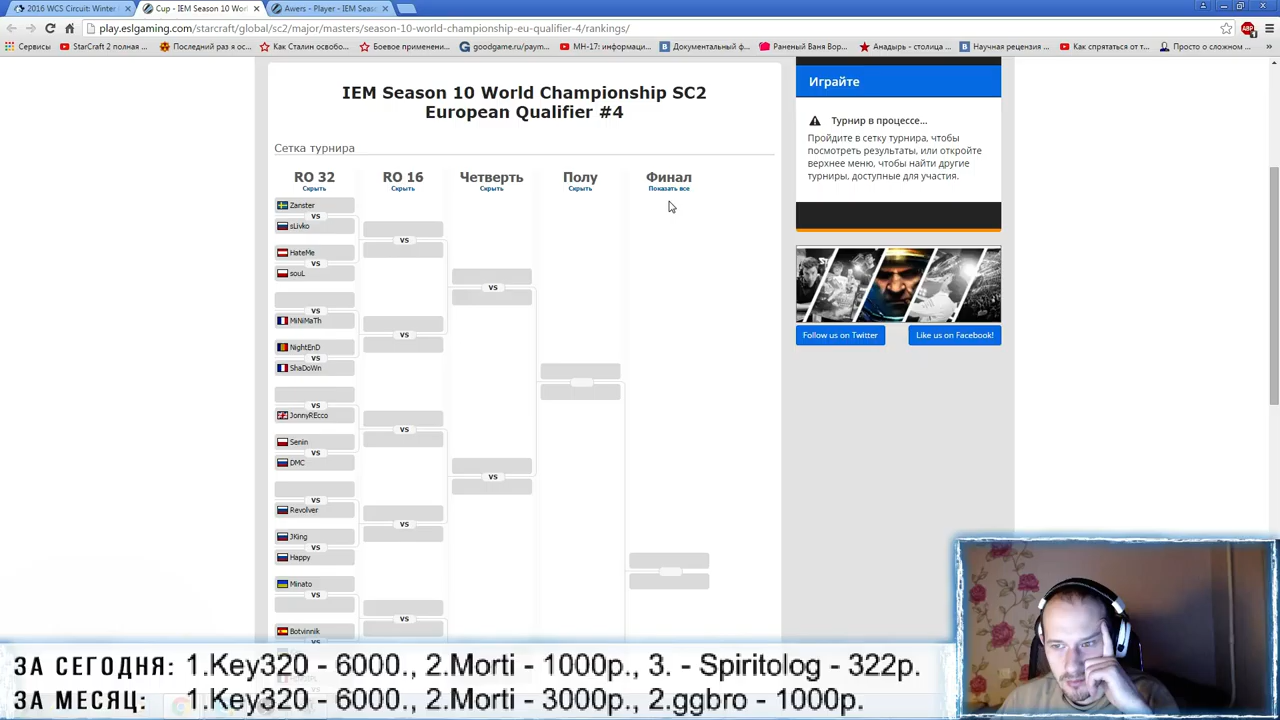 2016 WCS Circuit: Winter
Cup - IEM Season 10 World
Awers - Player - IEM Seas
play.eslgaming.com/starcraft/global/sc2/major/masters/season-10-world-championship-eu-qualifier-4/rankings/
Сервисы
StarCraft 2 полная ...
Последний раз я ос...
Как Сталин освобо...
Боевое применени...
goodgame.ru/paym...
МН-17: информаци...
Документальный ф...
Раненый Ваня Вор...
Анадырь - столица ...
Научная рецензия ...
Как спрятаться от т...
Просто о сложном ...
IEM Season 10 World Championship SC2
European Qualifier #4
Сетка турнира
RO 32 RO 16 Четверть Полу Финал
Скрыть Скрыть Скрыть Скрыть Показать все
Zanster
vs
sLivko
vs
HateMe
vs
souL
vs
vs
MiNiMaTh
vs
NightEnD
vs
ShaDoWn
vs
JonnyREcco
vs
Senin
vs
DMC
vs
vs
Revolver
vs
JKing
vs
Happy
Minato
vs
vs
Botvinnik
Играйте
Турнир в процессе...
Пройдите в сетку турнира, чтобы
посмотреть результаты, или откройте
верхнее меню, чтобы найти другие
турниры, доступные для участия.
Follow us on Twitter
Like us on Facebook!
ЗА СЕГОДНЯ: 1.Key320 - 6000., 2.Morti - 1000р., 3. - Spiritolog - 322р.
ЗА МЕСЯЦ: 1.Key320 - 6000., 2.Morti - 3000р., 2.ggbro - 1000р.